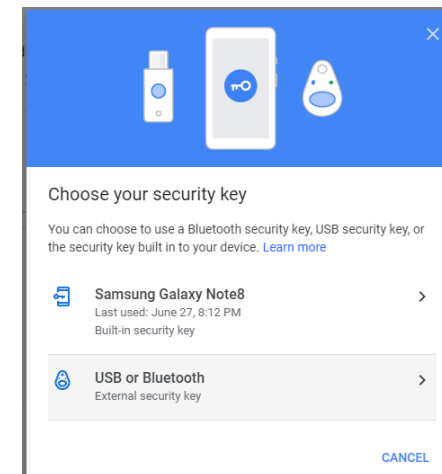 Choose your security key
You can choose to use a Bluetooth security key, USB security key, or
the security key built in to your device. Learn more
Samsung Galaxy Note8
Last used: June 27, 8:12 PM
Built-in security key
USB or Bluetooth
External security key
CANCEL